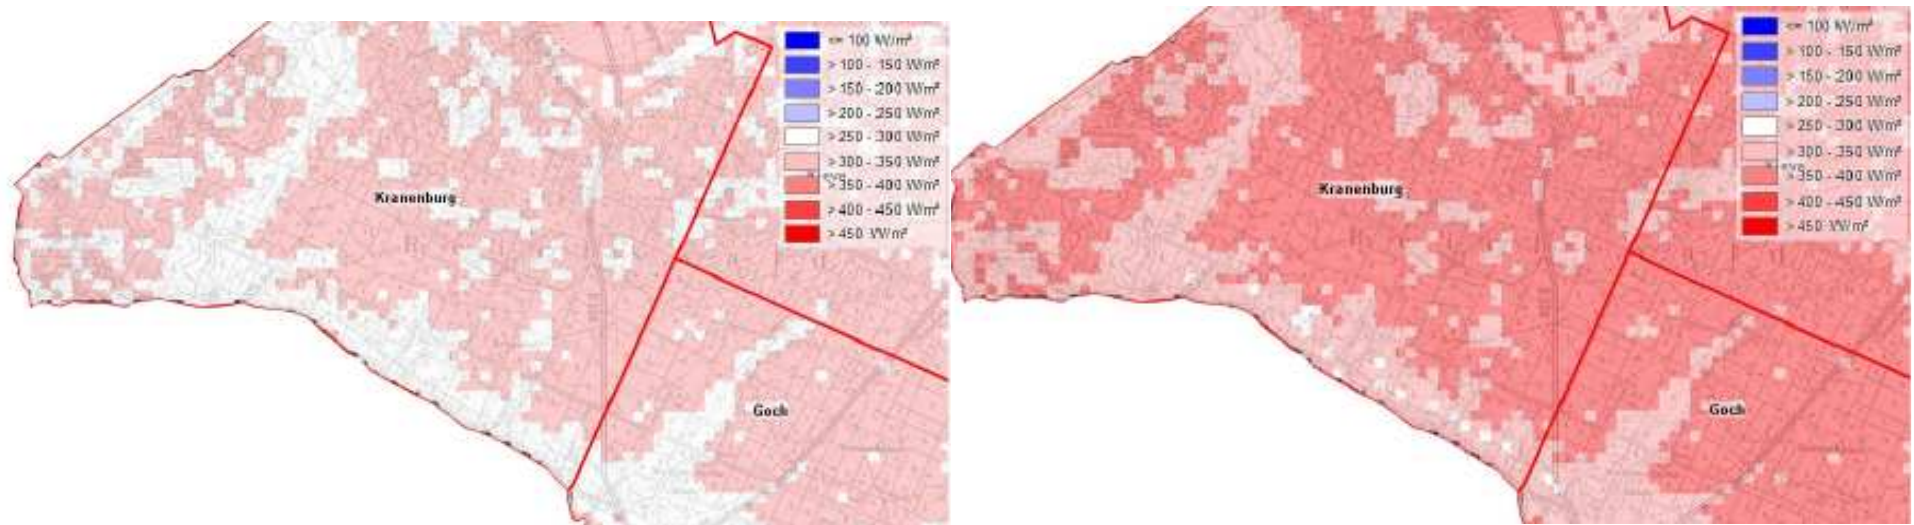 <= 100 W/m²
> 100 - 150 W/m²
> 150 - 200 W/m²
> 200 - 250 W/m²
> 250 - 300 W/m²
> 300 - 350 W/m²
> 350 - 400 W/m²
> 400 - 450 W/m²
> 450 W/m²
Kranenburg
Goch
<= 100 W/m²
> 100 - 150 W/m²
> 150 - 200 W/m²
> 200 - 250 W/m²
> 250 - 300 W/m²
> 300 - 350 W/m²
> 350 - 400 W/m²
> 400 - 450 W/m²
> 450 W/m²
Kranenburg
Goch